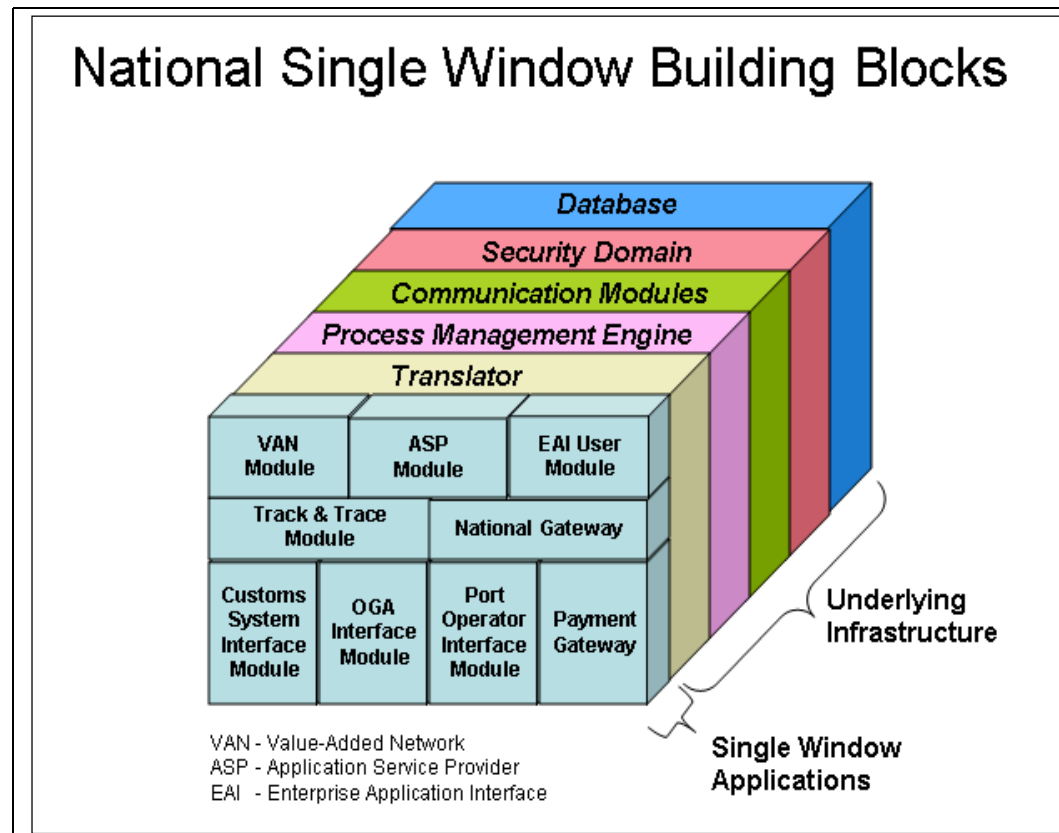 National Single Window Building Blocks
Database
Security Domain
Communication Modules
Process Management Engine
Translator
VAN
Module
ASP
Module
EAI User
Module
Track & Trace
Module
National Gateway
Customs
System
Interface
Module
OGA
Interface
Module
Port
Operator
Interface
Module
Payment
Gateway
Underlying
Infrastructure
Single Window
Applications
VAN - Value-Added Network
ASP - Application Service Provider
EAI - Enterprise Application Interface